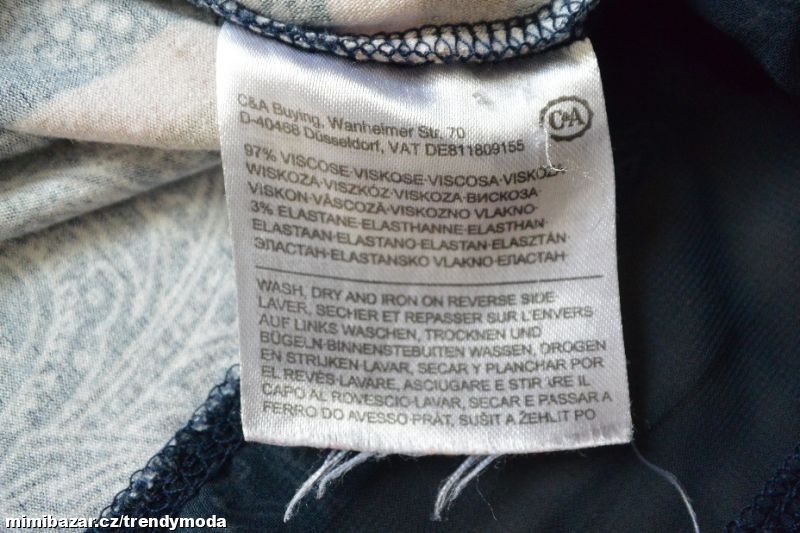 C&A Buying, Wanheimer Str. 70
D-40468 Düsseldorf, VAT DE811809155
C&A
97% VISCOSE·VISKOSE·VISCOSA·VISKÓZ·
WISKOZA·VISZKÓZ·VISKOZA·ВИСКОЗА·
VISKON·VÂSCOZĂ·VISKOZNO VLAKNO·
3% ELASTANE·ELASTHANNE·ELASTHAN·
ELASTAAN·ELASTANO·ELASTAN·ELASZTÁN·
ЭЛАСТАН·ELASTANSKO VLAKNO·ЕЛАСТАН·
WASH, DRY AND IRON ON REVERSE SIDE·
LAVER, SECHER ET REPASSER SUR L'ENVERS
AUF LINKS WASCHEN, TROCKNEN UND
BÜGELN·BINNENSTEBUITEN WASSEN, DROGEN
EN STRIJKEN·LAVAR, SECAR Y PLANCHAR POR
EL REVÉS·LAVARE, ASCIUGARE E STIRARE IL
CAPO AL ROVESCIO·LAVAR, SECAR E PASSAR A
FERRO DO AVESSO·PRÁT, SUŠIT A ŽEHLIT PO
mimibazar.cz/trendymoda